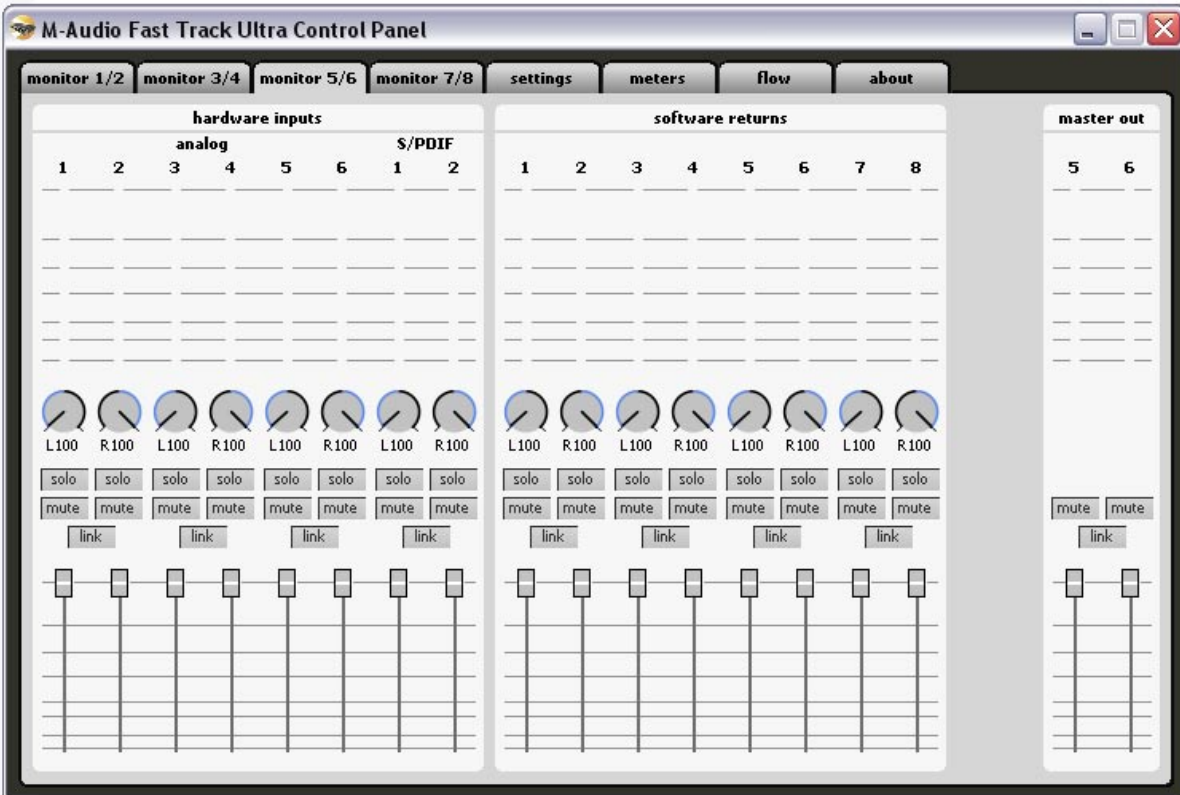 M-Audio Fast Track Ultra Control Panel
monitor 1/2 monitor 3/4 monitor 5/6 monitor 7/8 settings meters flow about
hardware inputs software returns master out
analog S/PDIF
1 2 3 4 5 6 1 2 1 2 3 4 5 6 7 8 5 6
L100 R100 L100 R100 L100 R100 L100 R100 L100 R100 L100 R100 L100 R100 L100 R100
solo solo solo solo solo solo solo solo solo solo solo solo solo solo solo solo
mute mute mute mute mute mute mute mute mute mute mute mute mute mute mute mute mute mute
link link link link link link link link link